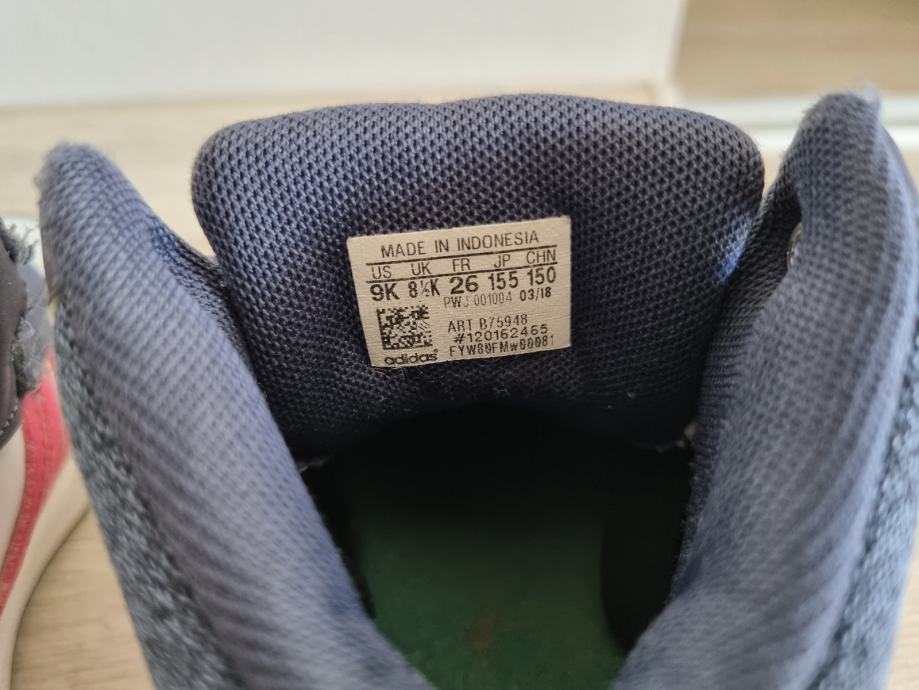 MADE IN INDONESIA
US UK FR JP CHN
9K 8½K 26 155 150
PWJ 001004 03/18
ART B75948
#120162465
adidas